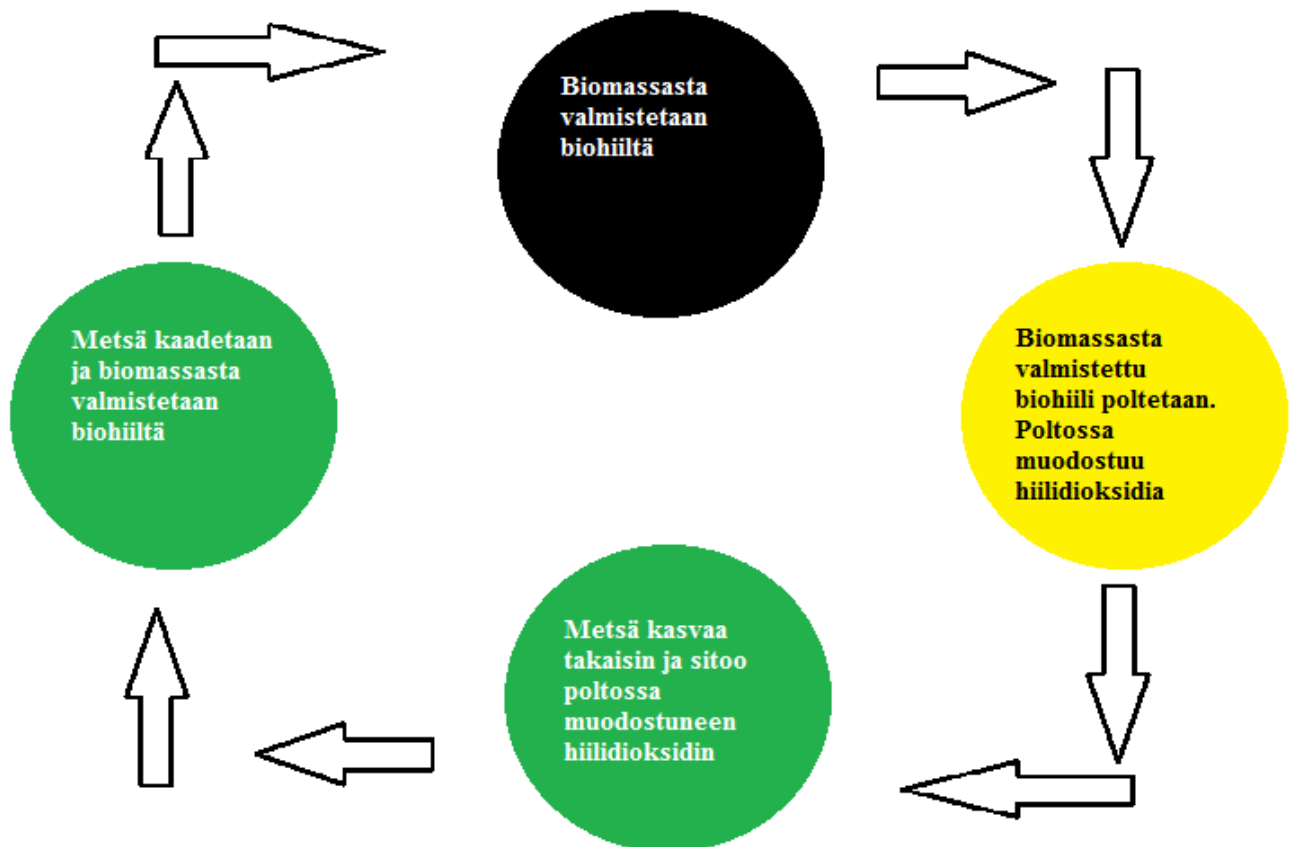 Biomassasta
valmistetaan
biohiiltä
Biomassasta
valmistettu
biohiili poltetaan.
Poltossa
muodostuu
hiilidioksidia
Metsä kasvaa
takaisin ja sitoo
poltossa
muodostuneen
hiilidioksidin
Metsä kaadetaan
ja biomassasta
valmistetaan
biohiiltä